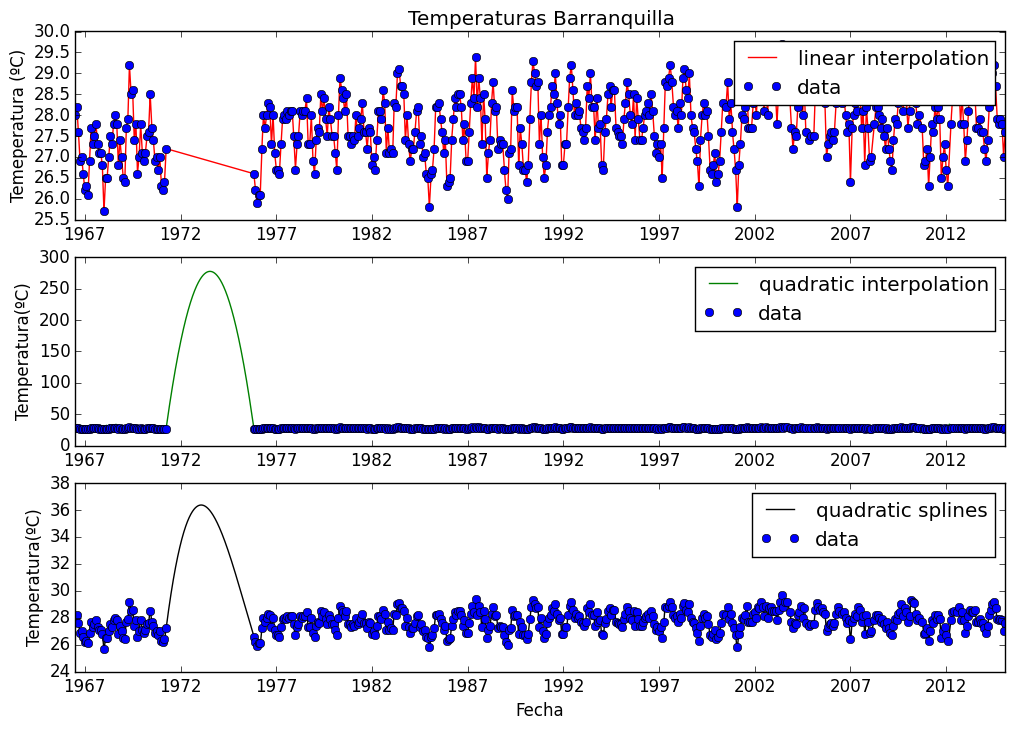 Temperaturas Barranquilla
Temeperatura (ºC)
30.0
29.5
29.0
28.5
28.0
27.5
27.0
26.5
26.0
25.5
linear interpolation
data
1967 1972 1977 1982 1987 1992 1997 2002 2007 2012
Temperatura(ºC)
300
250
200
150
100
50
0
quadratic interpolation
data
1967 1972 1977 1982 1987 1992 1997 2002 2007 2012
Temperatura(ºC)
38
36
34
32
30
28
26
24
quadratic splines
data
1967 1972 1977 1982 1987 1992 1997 2002 2007 2012
Fecha